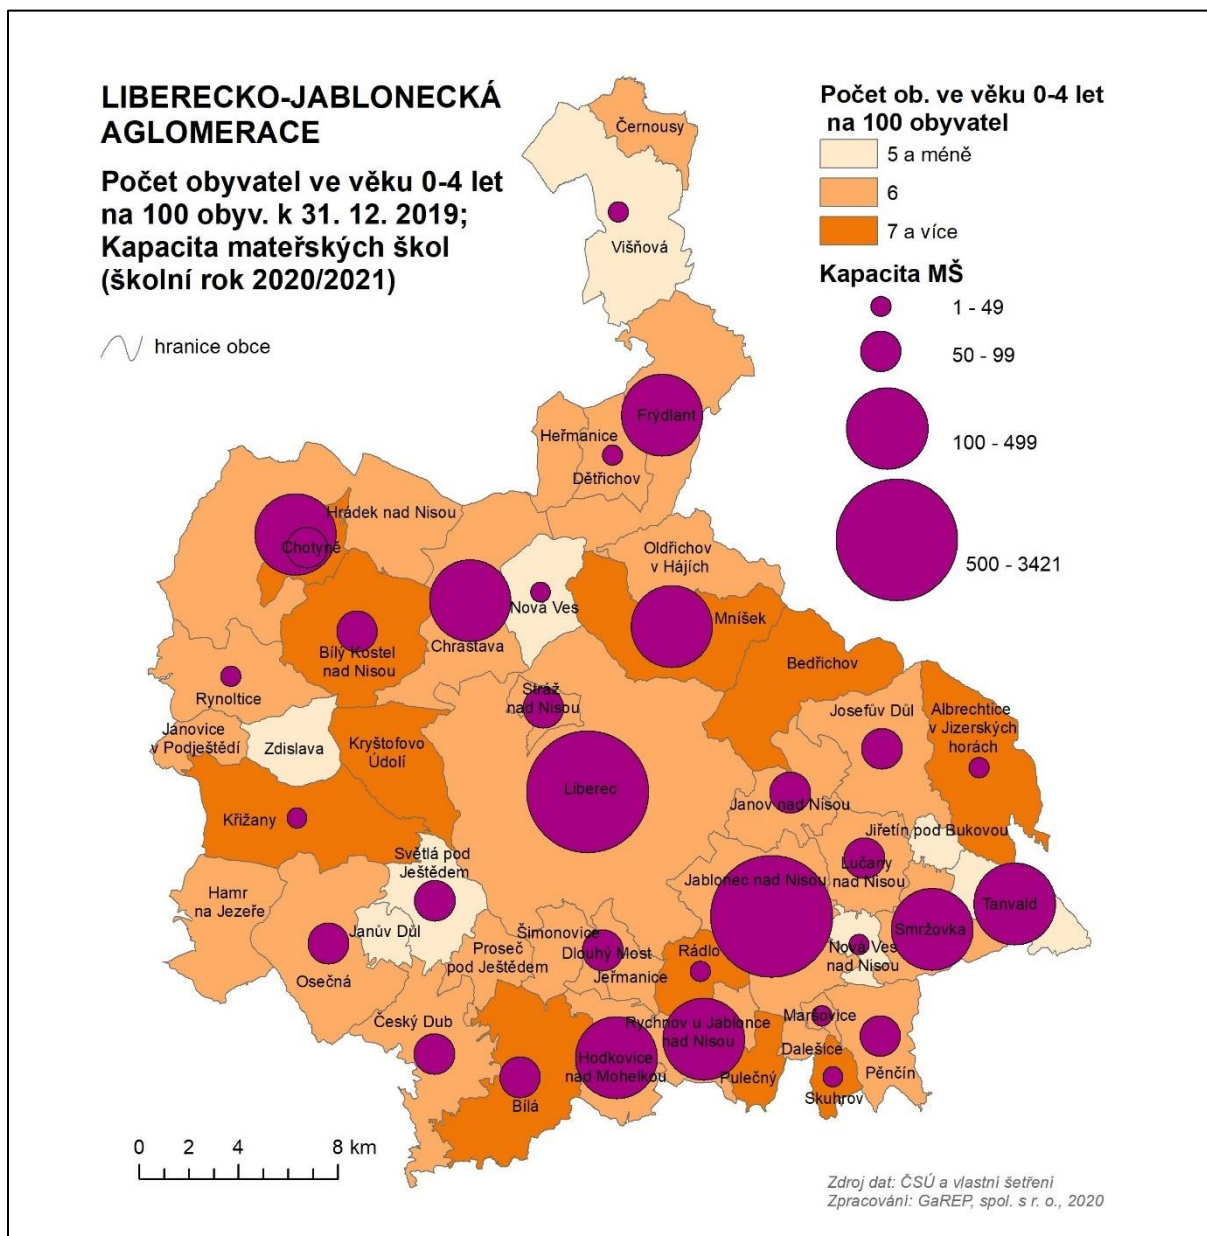 LIBERECKO-JABLONECKÁ
AGLOMERACE
Počet obyvatel ve věku 0-4 let
na 100 obyv. k 31. 12. 2019;
Kapacita mateřských škol
(školní rok 2020/2021)
hranice obce
Počet ob. ve věku 0-4 let
na 100 obyvatel
5 a méně
6
7 a více
Kapacita MŠ
1 - 49
50 - 99
100 - 499
500 - 3421
Černousy
Višňová
Frýdlant
Heřmanice
Dětřichov
Hrádek nad Nisou
Chotyně
Oldřichov
v Hájích
Nová Ves
Mníšek
Chrastava
Bílý Kostel
nad Nisou
Bedřichov
Rynoltice
Stráž
nad Nisou
Josefův Důl
Albrechtice
v Jizerských
horách
Janovice
v Podještědí
Zdislava
Kryštofovo
Údolí
Liberec
Janov nad Nisou
Křižany
Jiřetín pod Bukovou
Světlá pod
Ještědem
Lučany
nad Nisou
Jablonec nad Nisou
Hamr
na Jezeře
Tanvald
Janův Důl
Smržovka
Šimonovice
Proseč
pod Ještědem
Dlouhý Most
Rádlo
Nová Ves
nad Nisou
Jeřmanice
Osečná
Český Dub
Rychnov u Jablonce
nad Nisou
Maršovice
Dalešice
Hodkovice
nad Mohelkou
Pulečný
Pěnčín
Skuhrov
Bílá
0 2 4 8 km
Zdroj dat: ČSÚ a vlastní šetření
Zpracování: GaREP, spol. s r. o., 2020